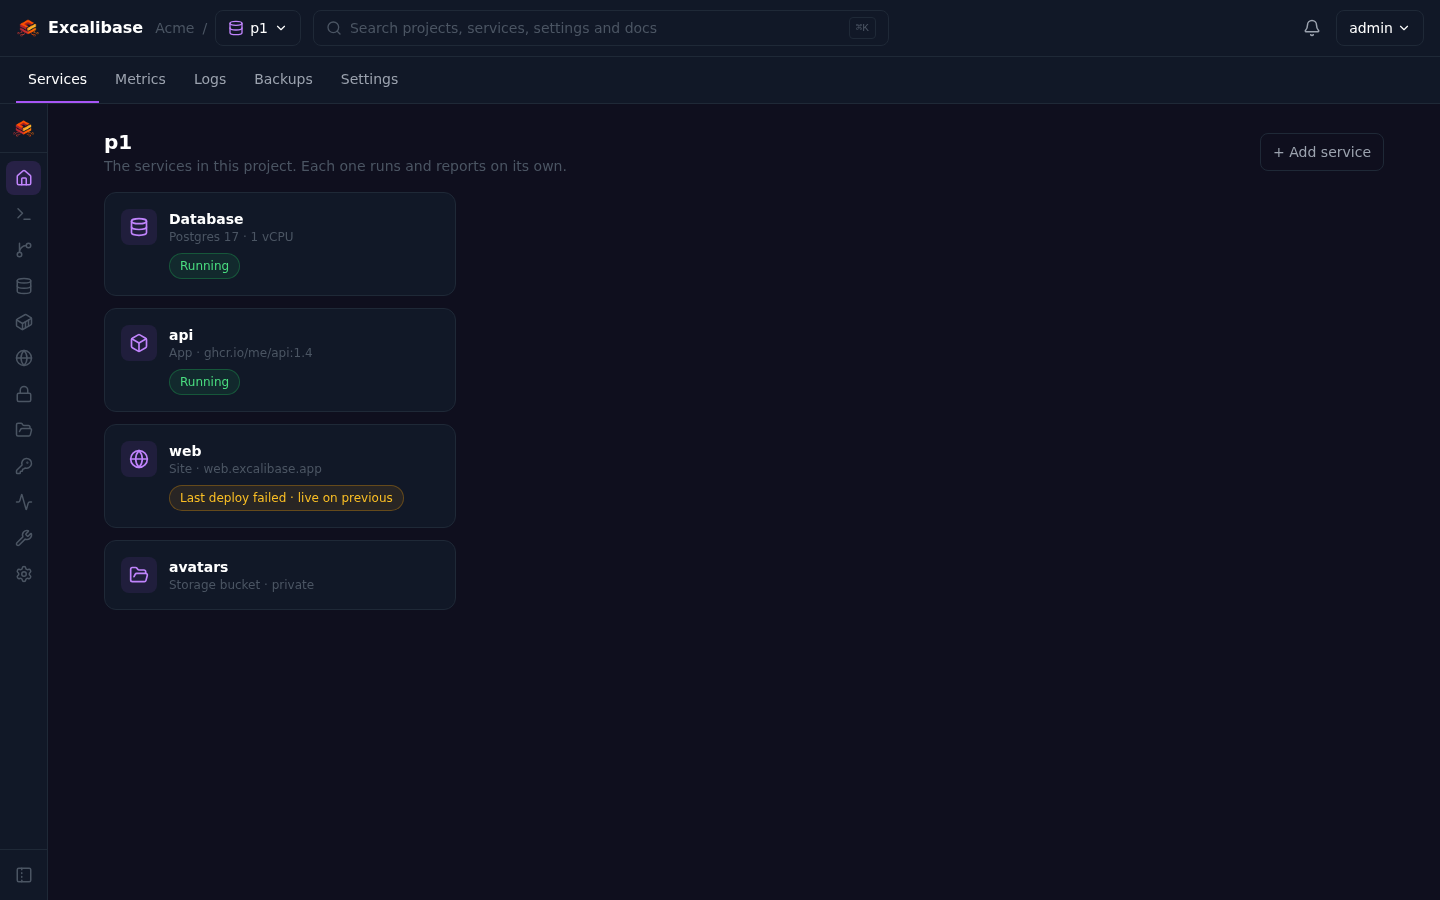 Excalibase Acme / p1 Search projects, services, settings and docs ⌘K admin
Services Metrics Logs Backups Settings
p1
The services in this project. Each one runs and reports on its own.
+ Add service
Database
Postgres 17 · 1 vCPU
Running
api
App · ghcr.io/me/api:1.4
Running
web
Site · web.excalibase.app
Last deploy failed · live on previous
avatars
Storage bucket · private